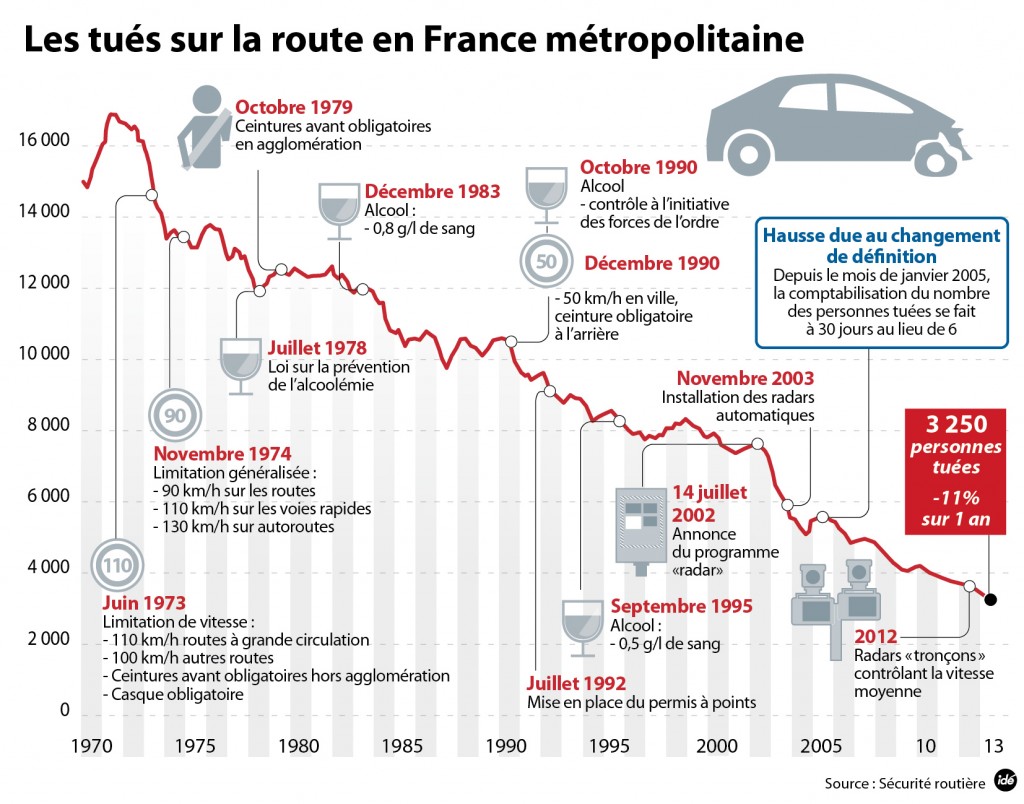 Les tués sur la route en France métropolitaine
Octobre 1979
Ceintures avant obligatoires
en agglomération
16 000
14 000
12 000
10 000
8 000
6 000
4 000
2 000
0
Décembre 1983
Alcool :
- 0,8 g/l de sang
Octobre 1990
Alcool
- contrôle à l'initiative
des forces de l'ordre
50
Décembre 1990
- 50 km/h en ville,
ceinture obligatoire
à l'arrière
Hausse due au changement
de définition
Depuis le mois de janvier 2005,
la comptabilisation du nombre
des personnes tuées se fait
à 30 jours au lieu de 6
Juillet 1978
Loi sur la prévention
de l'alcoolémie
90
Novembre 1974
Limitation généralisée :
- 90 km/h sur les routes
- 110 km/h sur les voies rapides
- 130 km/h sur autoroutes
Novembre 2003
Installation des radars
automatiques
3 250
personnes
tuées
-11%
sur 1 an
14 juillet
2002
Annonce
du programme
«radar»
110
Juin 1973
Limitation de vitesse :
- 110 km/h routes à grande circulation
- 100 km/h autres routes
- Ceintures avant obligatoires hors agglomération
- Casque obligatoire
Septembre 1995
Alcool :
- 0,5 g/l de sang
Juillet 1992
Mise en place du permis à points
2012
Radars «tronçons»
contrôlant la vitesse
moyenne
1970 1975 1980 1985 1990 1995 2000 2005 10 13
Source : Sécurité routière
idé